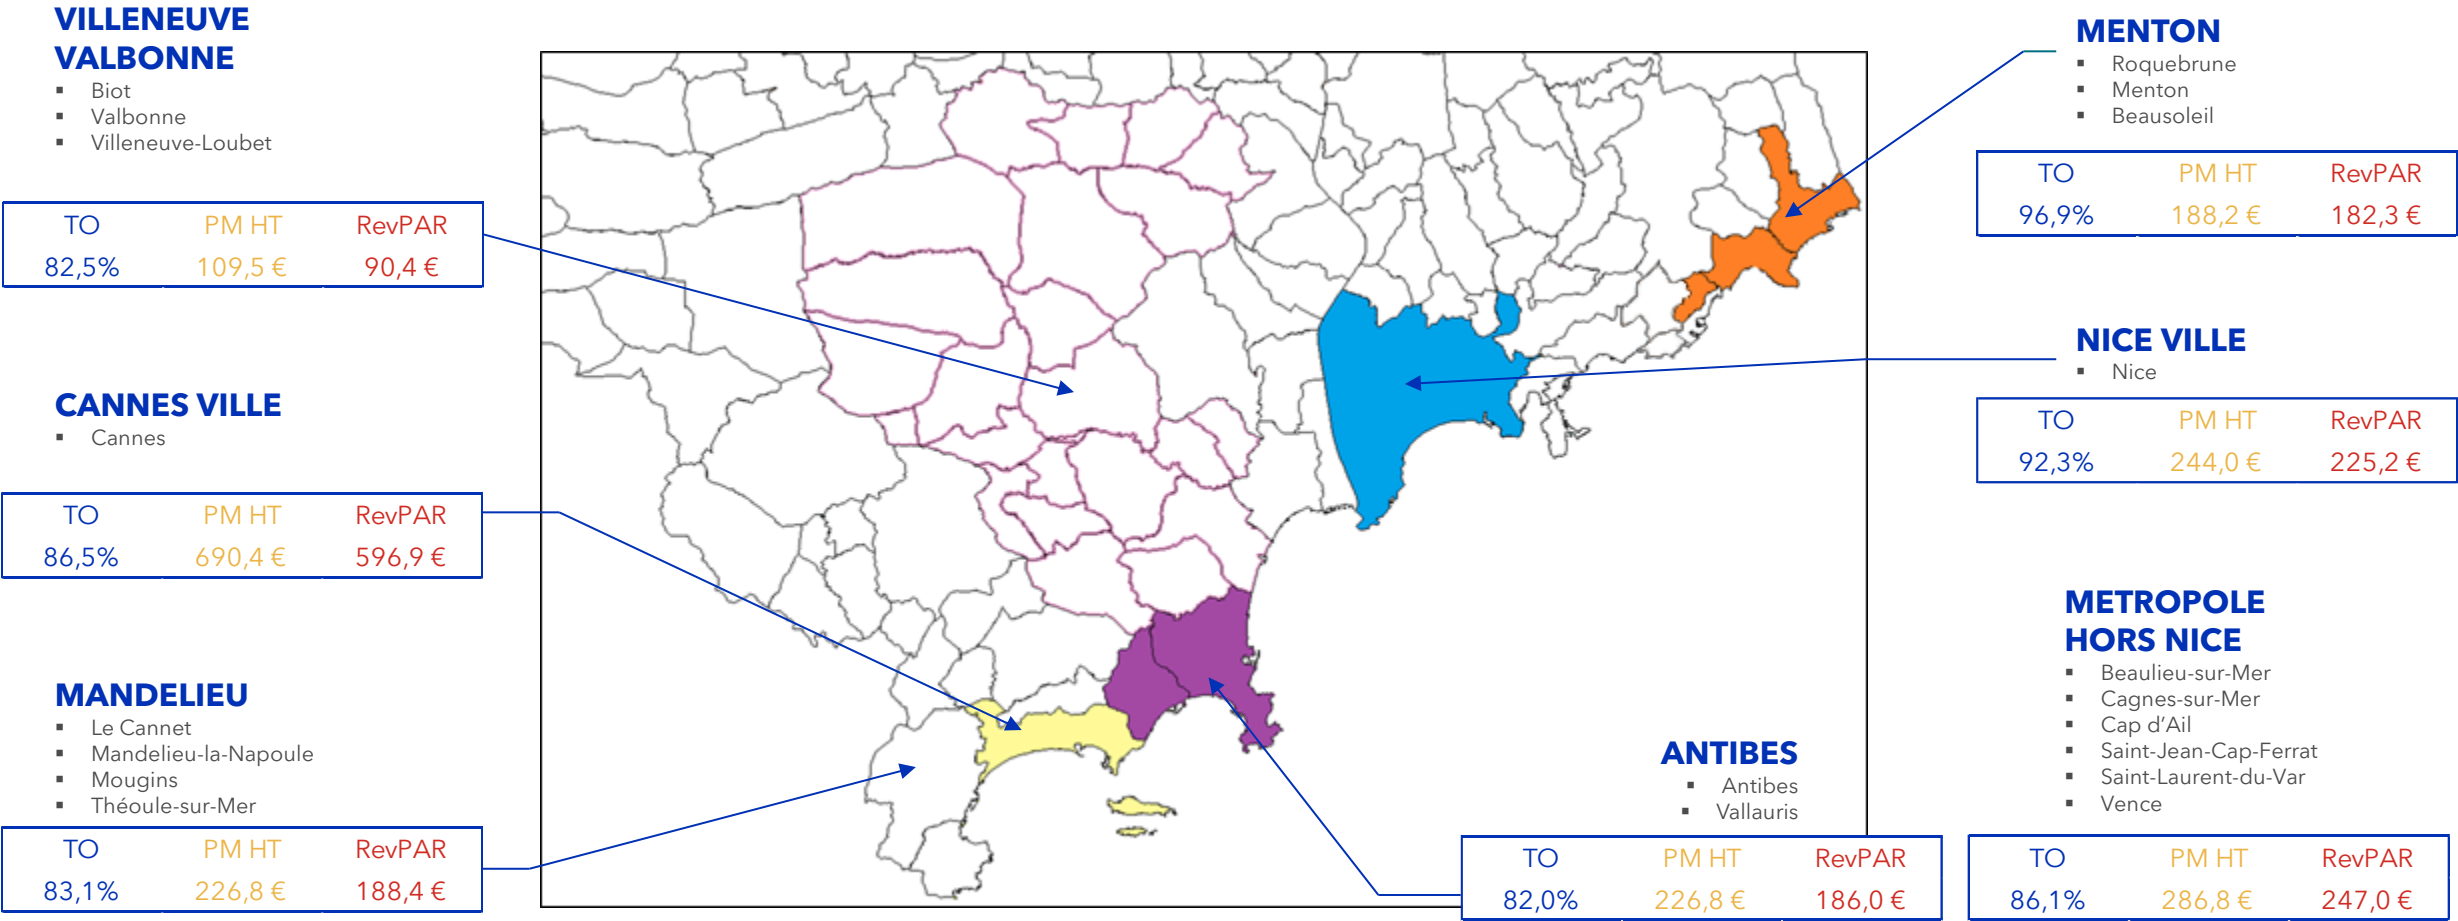 VILLENEUVE
VALBONNE
▪ Biot
▪ Valbonne
▪ Villeneuve-Loubet
TO PM HT RevPAR
82,5% 109,5 € 90,4 €
CANNES VILLE
▪ Cannes
TO PM HT RevPAR
86,5% 690,4 € 596,9 €
MANDELIEU
▪ Le Cannet
▪ Mandelieu-la-Napoule
▪ Mougins
▪ Théoule-sur-Mer
TO PM HT RevPAR
83,1% 226,8 € 188,4 €
MENTON
▪ Roquebrune
▪ Menton
▪ Beausoleil
TO PM HT RevPAR
96,9% 188,2 € 182,3 €
NICE VILLE
▪ Nice
TO PM HT RevPAR
92,3% 244,0 € 225,2 €
ANTIBES
▪ Antibes
▪ Vallauris
TO PM HT RevPAR
82,0% 226,8 € 186,0 €
METROPOLE
HORS NICE
▪ Beaulieu-sur-Mer
▪ Cagnes-sur-Mer
▪ Cap d’Ail
▪ Saint-Jean-Cap-Ferrat
▪ Saint-Laurent-du-Var
▪ Vence
TO PM HT RevPAR
86,1% 286,8 € 247,0 €